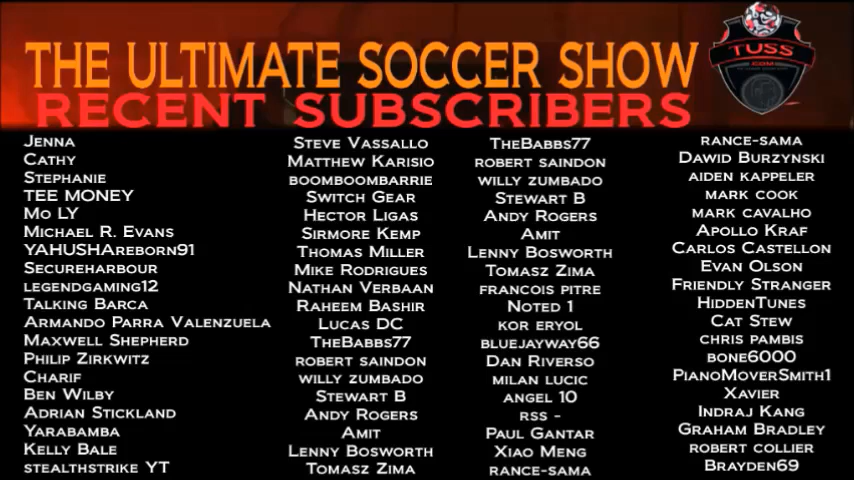 THE ULTIMATE SOCCER SHOW
RECENT SUBSCRIBERS
TUSS
.COM
Jenna
Cathy
Stephanie
TEE MONEY
Mo LY
Michael R. Evans
YAHUSHAreborn91
Secureharbour
legendgaming12
Talking Barca
Armando Parra Valenzuela
Maxwell Shepherd
Philip Zirkwitz
Charif
Ben Wilby
Adrian Stickland
Yarabamba
Kelly Bale
stealthstrike YT
Steve Vassallo
Matthew Karisio
boomboombarrie
Switch Gear
Hector Ligas
Sirmore Kemp
Thomas Miller
Mike Rodrigues
Nathan Verbaan
Raheem Bashir
Lucas DC
TheBabbs77
robert saindon
willy zumbado
Stewart B
Andy Rogers
Amit
Lenny Bosworth
Tomasz Zima
TheBabbs77
robert saindon
willy zumbado
Stewart B
Andy Rogers
Amit
Lenny Bosworth
Tomasz Zima
francois pitre
Noted 1
kor eryol
bluejayway66
Dan Riverso
milan lucic
angel 10
rss -
Paul Gantar
Xiao Meng
rance-sama
rance-sama
Dawid Burzynski
aiden kappeler
mark cook
mark cavalho
Apollo Kraf
Carlos Castellon
Evan Olson
Friendly Stranger
HiddenTunes
Cat Stew
chris pambis
bone6000
PianoMoverSmith1
Xavier
Indraj Kang
Graham Bradley
robert collier
Brayden69